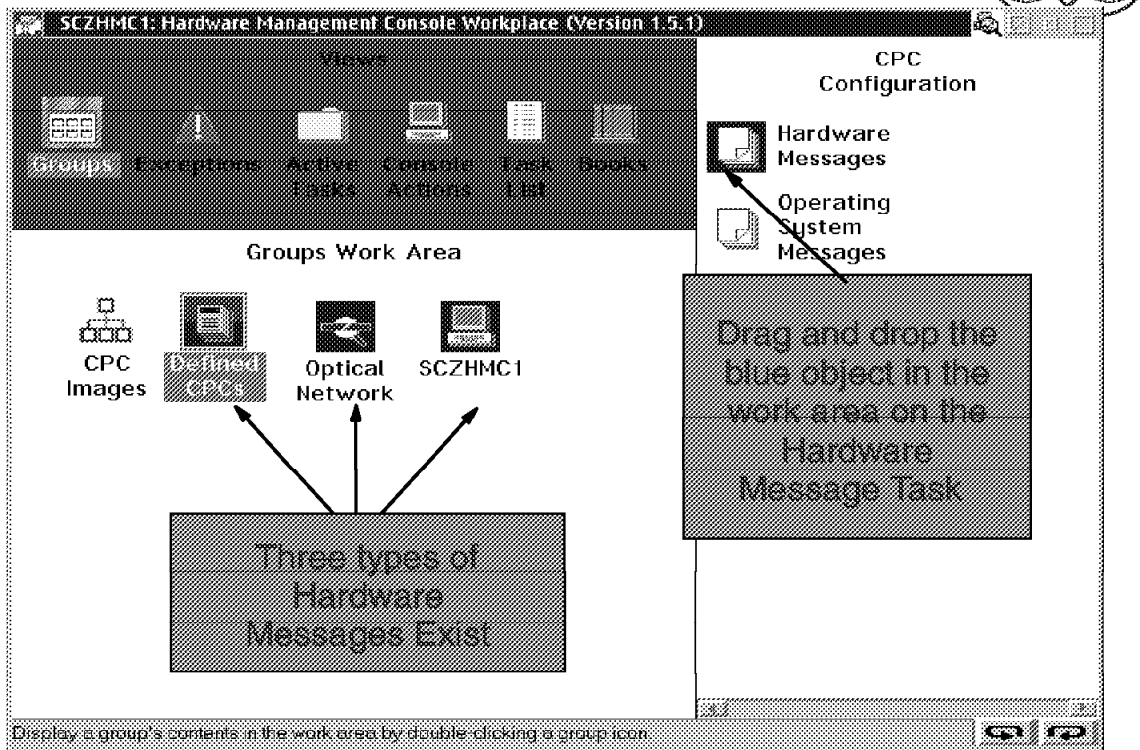 SCZHMC1: Hardware Management Console Workplace (Version 1.5.1)
Views
Groups
Exceptions
Active
Tasks
Console
Actions
Task
List
Books
CPC
Configuration
Hardware
Messages
Operating
System
Messages
Groups Work Area
CPC
Images
Defined
CPCs
Optical
Network
SCZHMC1
Drag and drop the
blue object in the
work area on the
Hardware
Message Task
Three types of
Hardware
Messages Exist
Display a group's contents in the work area by double-clicking a group icon.